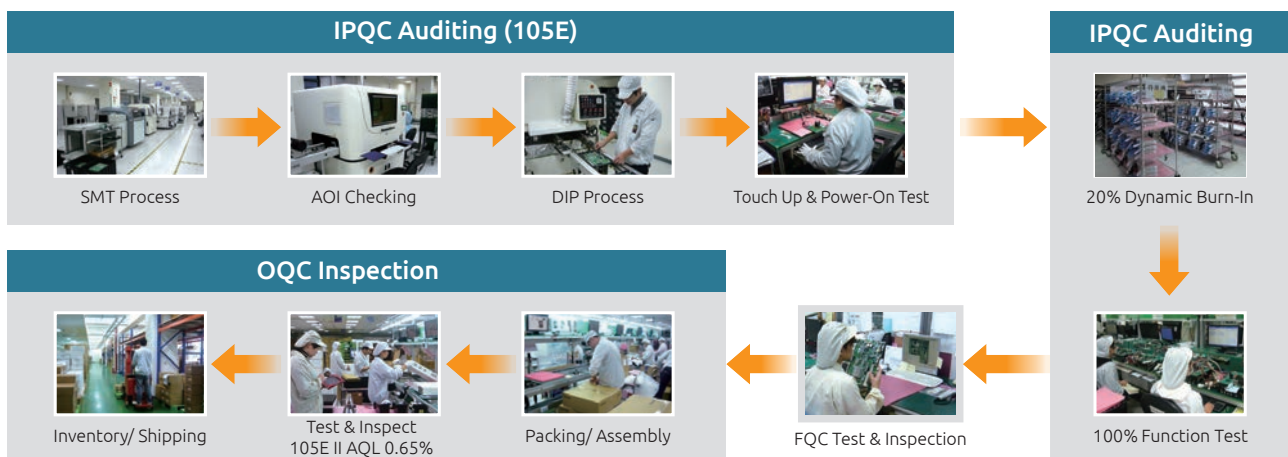 IPQC Auditing (105E)
SMT Process
AOI Checking
DIP Process
Touch Up & Power-On Test
IPQC Auditing
20% Dynamic Burn-In
100% Function Test
FQC Test & Inspection
OQC Inspection
Packing/ Assembly
Test & Inspect
105E II AQL 0.65%
Inventory/ Shipping